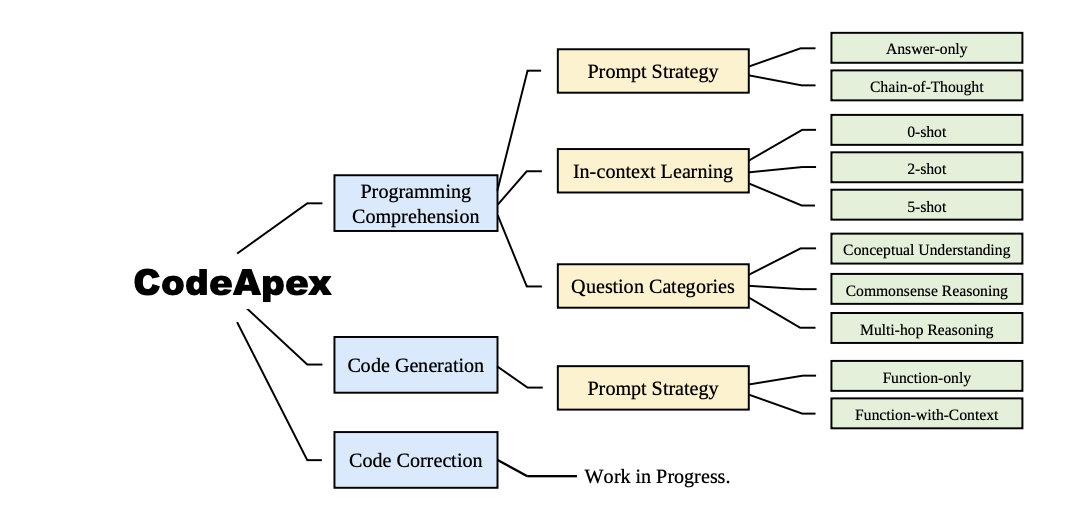 CodeApex
Programming
Comprehension
Prompt Strategy
Answer-only
Chain-of-Thought
In-context Learning
0-shot
2-shot
5-shot
Question Categories
Conceptual Understanding
Commonsense Reasoning
Multi-hop Reasoning
Code Generation
Prompt Strategy
Function-only
Function-with-Context
Code Correction
Work in Progress.